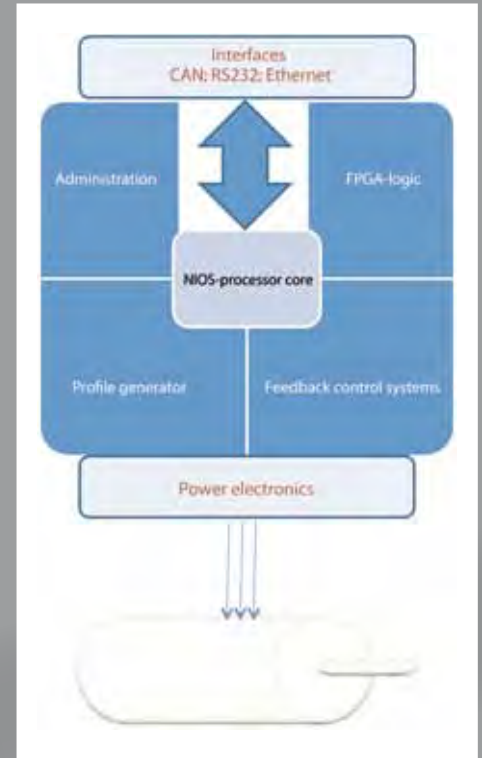 Interfaces
CAN; RS232; Ethernet
Administration
FPGA-logic
NIOS-processor core
Profile generator
Feedback control systems
Power electronics